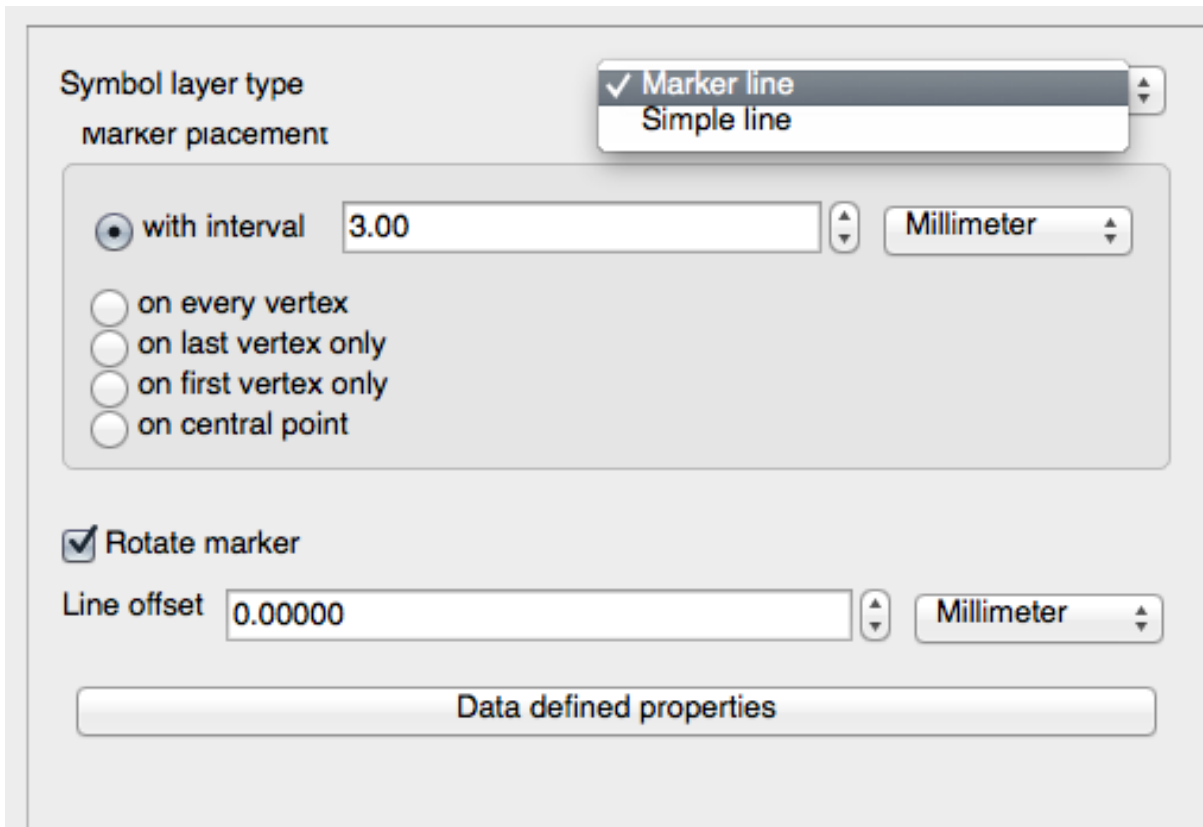 Symbol layer type
Marker line
Simple line
Marker placement
with interval 3.00 Millimeter
on every vertex
on last vertex only
on first vertex only
on central point
Rotate marker
Line offset 0.00000 Millimeter
Data defined properties